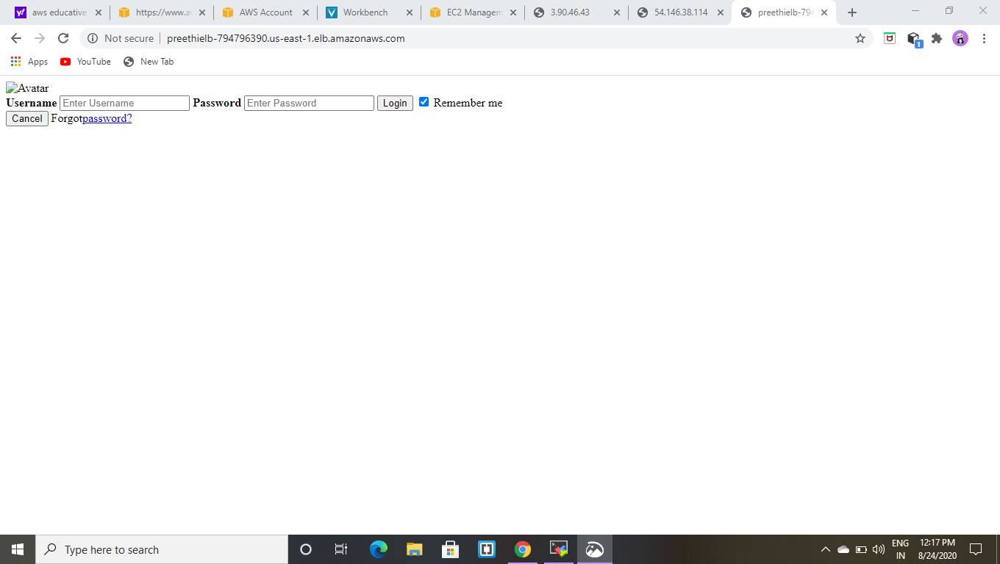 aws educative
https://www.a
AWS Account
Workbench
EC2 Managem
3.90.46.43
54.146.38.114
preethielb-794
Not secure
preethielb-794796390.us-east-1.elb.amazonaws.com
1
Apps
YouTube
New Tab
Avatar
Username Enter Username Password Enter Password Login Remember me
Cancel Forgotpassword?
Type here to search
ENG 12:17 PM
IN 8/24/2020